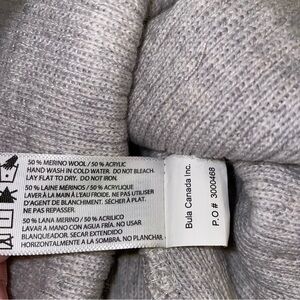 50 % MERINO WOOL / 50 % ACRYLIC
HAND WASH IN COLD WATER. DO NOT BLEACH.
LAY FLAT TO DRY. DO NOT IRON.
50 % LAINE MÉRINOS / 50 % ACRYLIQUE
LAVER À LA MAIN À L'EAU FROIDE. NE PAS UTILISER
D'AGENT DE BLANCHIMENT. SÉCHER À PLAT.
NE PAS REPASSER.
50 % LANA MERINO / 50 % ACRÍLICO
LAVAR A MANO CON AGUA FRÍA. NO USAR
BLANQUEADOR. SECAR EXTENDIDO
HORIZONTALMENTE A LA SOMBRA. NO PLANCHAR
Bula Canada Inc.
P.O # 3000468